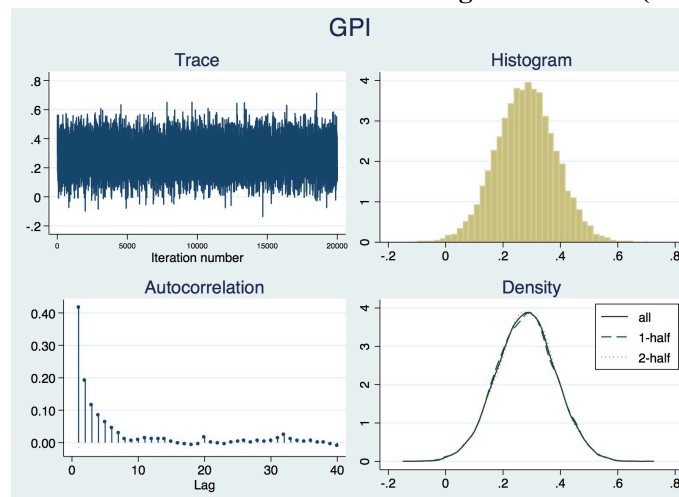 GPI
Trace
.8
.6
.4
.2
0
-.2
0 5000 10000 15000 20000
Iteration number
Histogram
4
3
2
1
0
-.2 0 .2 .4 .6 .8
Autocorrelation
0.40
0.30
0.20
0.10
0.00
0 10 20 30 40
Lag
Density
4
3
2
1
0
-.2 0 .2 .4 .6 .8
all
1-half
2-half